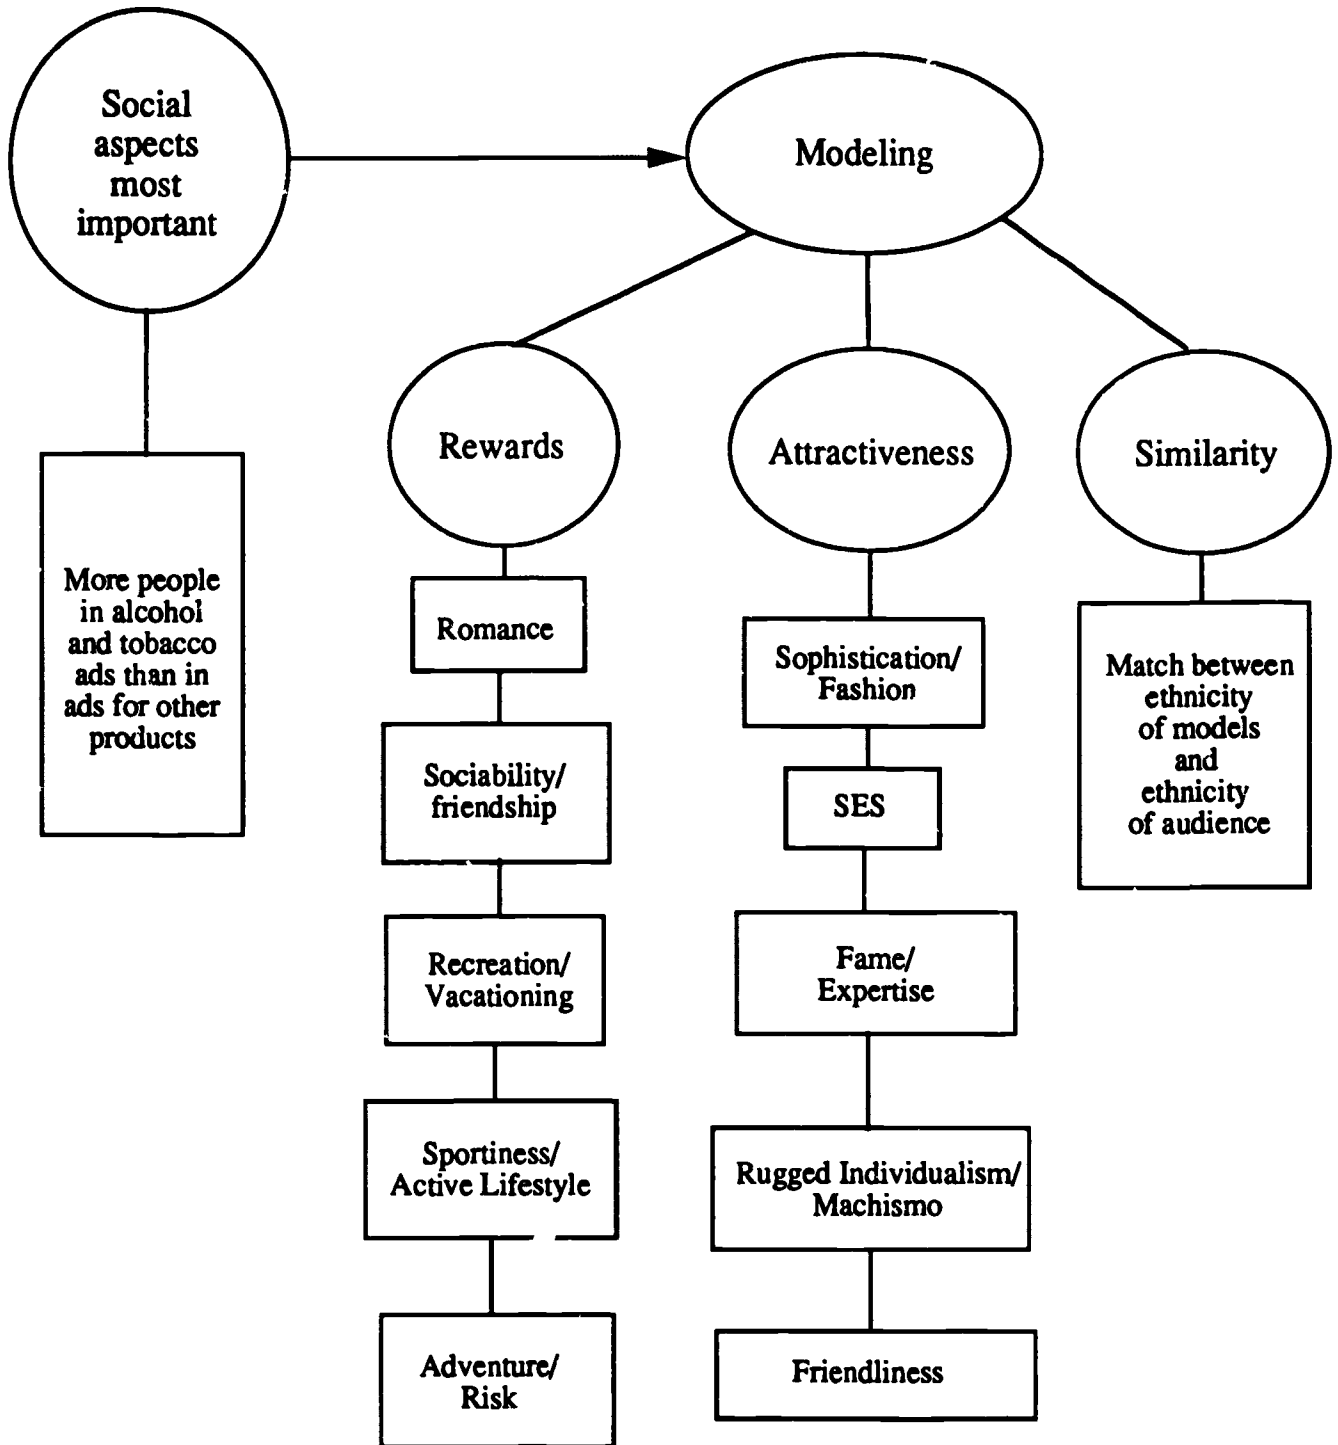 Social
aspects
most
important
Modeling
Rewards
Attractiveness
Similarity
More people
in alcohol
and tobacco
ads than in
ads for other
products
Romance
Sociability/
friendship
Recreation/
Vacationing
Sportiness/
Active Lifestyle
Adventure/
Risk
Sophistication/
Fashion
SES
Fame/
Expertise
Rugged Individualism/
Machismo
Friendliness
Match between
ethnicity
of models
and
ethnicity
of audience